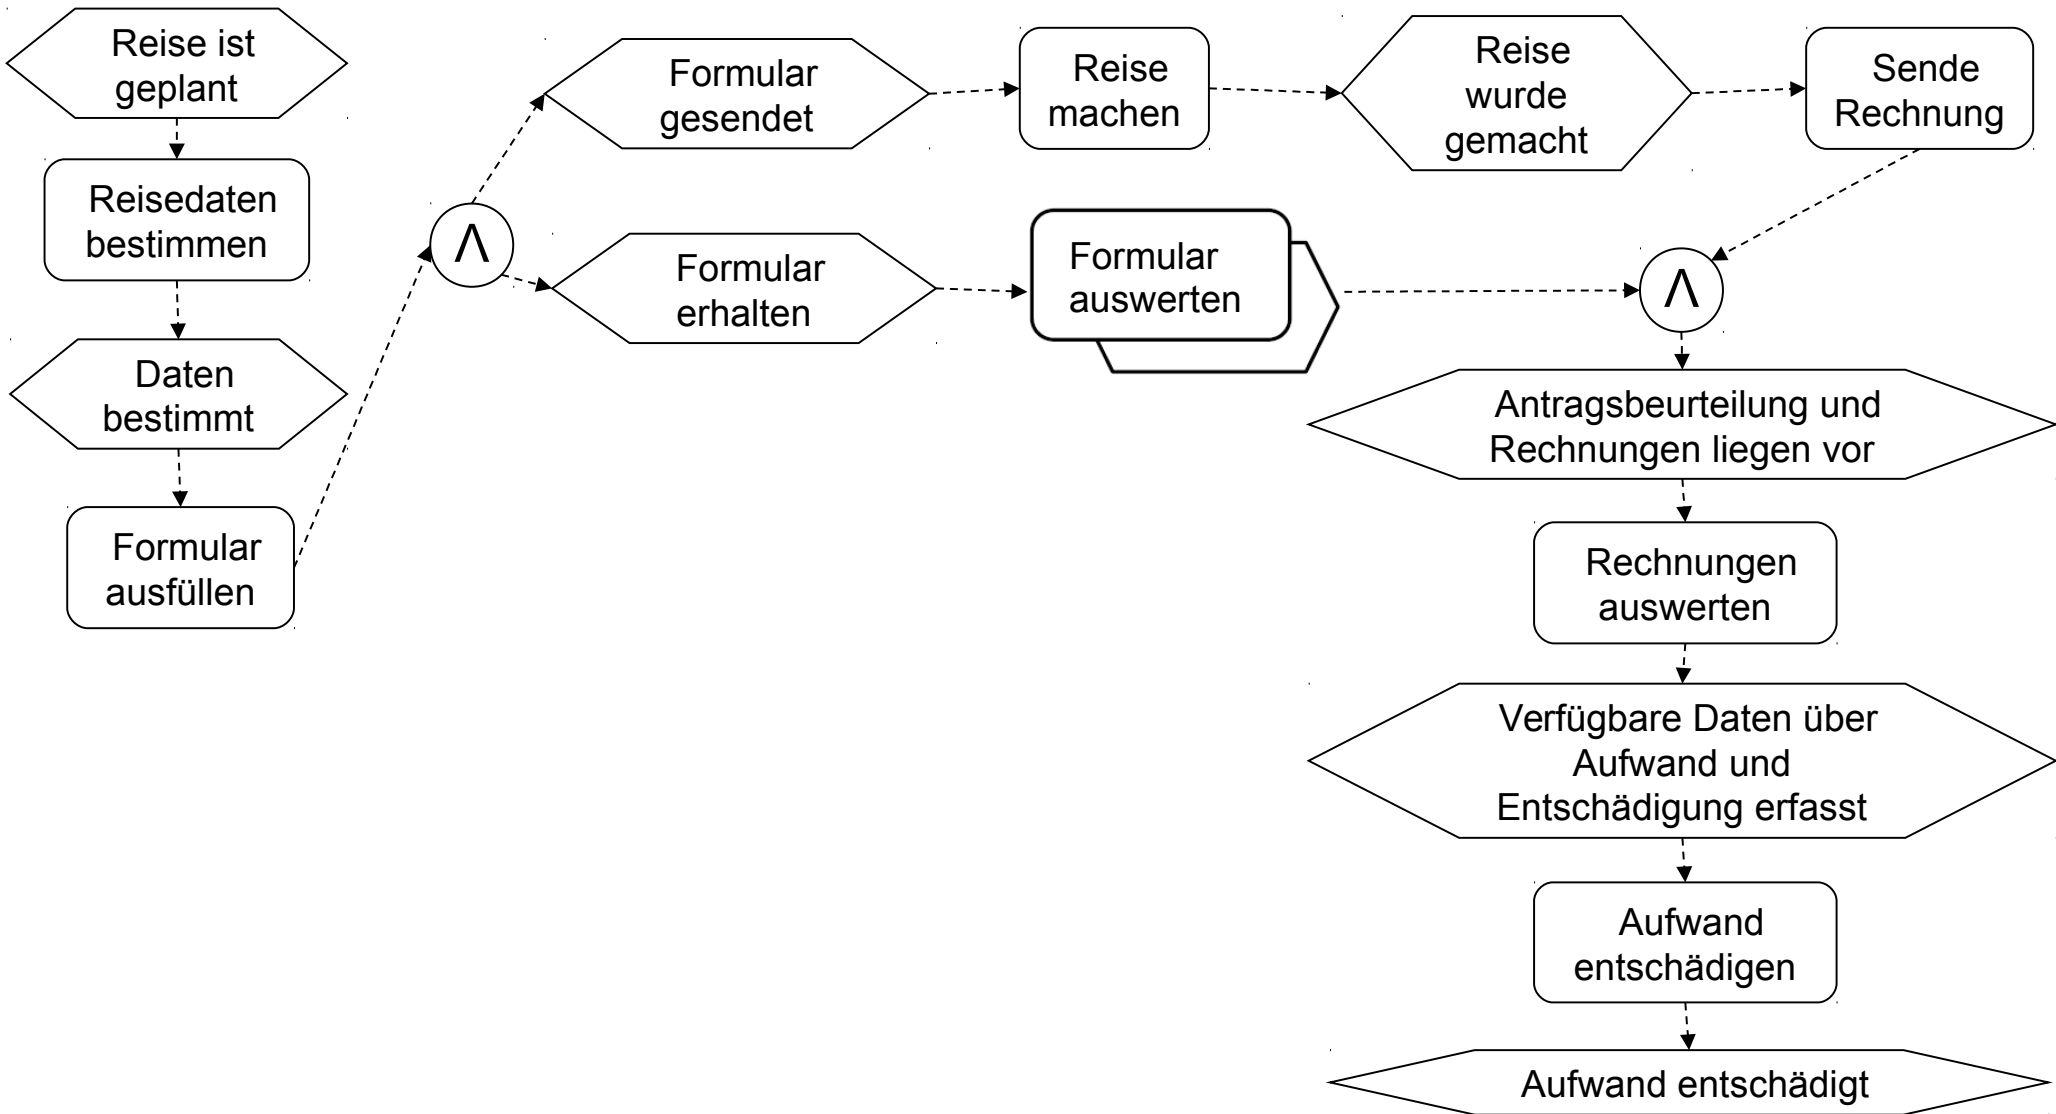 Reise ist
geplant
Reisedaten
bestimmen
Daten
bestimmt
Formular
ausfüllen
Λ
Formular
gesendet
Reise
machen
Reise
wurde
gemacht
Sende
Rechnung
Formular
erhalten
Formular
auswerten
Λ
Antragsbeurteilung und
Rechnungen liegen vor
Rechnungen
auswerten
Verfügbare Daten über
Aufwand und
Entschädigung erfasst
Aufwand
entschädigen
Aufwand entschädigt